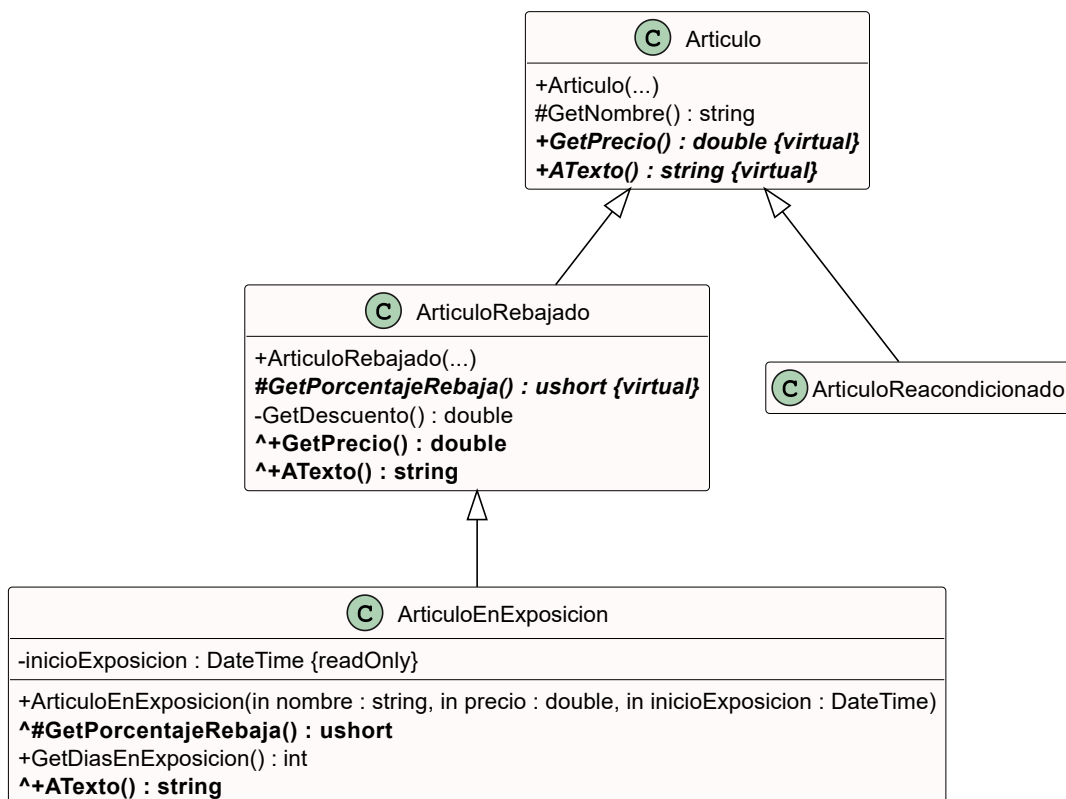 C Articulo
+Articulo(...)
#GetNombre() : string
+GetPrecio() : double {virtual}
+ATexto() : string {virtual}
C ArticuloRebajado
+ArticuloRebajado(...)
#GetPorcentajeRebaja() : ushort {virtual}
-GetDescuento() : double
^+GetPrecio() : double
^+ATexto() : string
C ArticuloReacondicionado
C ArticuloEnExposicion
-inicioExposicion : DateTime {readOnly}
+ArticuloEnExposicion(in nombre : string, in precio : double, in inicioExposicion : DateTime)
^#GetPorcentajeRebaja() : ushort
+GetDiasEnExposicion() : int
^+ATexto() : string